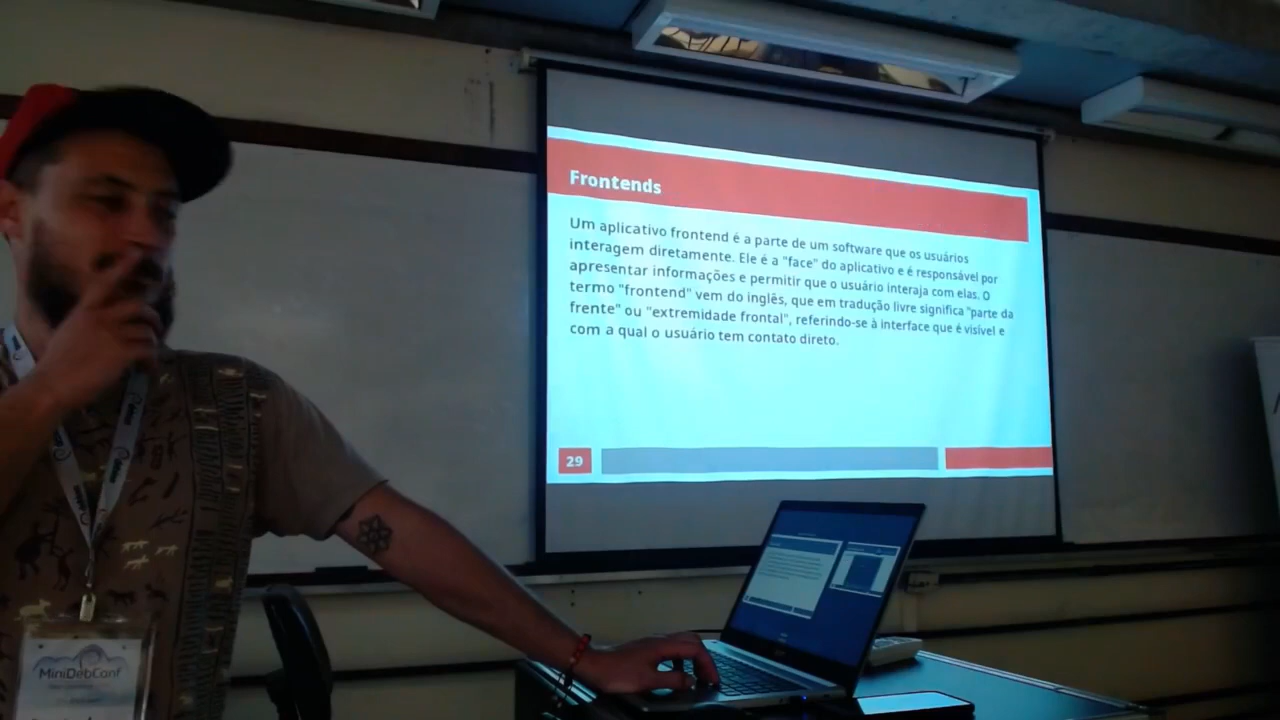 Frontends
Um aplicativo frontend é a parte de um software que os usuários
interagem diretamente. Ele é a "face" do aplicativo e é responsável por
apresentar informações e permitir que o usuário interaja com elas. O
termo "frontend" vem do inglês, que em tradução livre significa "parte da
frente" ou "extremidade frontal", referindo-se à interface que é visível e
com a qual o usuário tem contato direto.
29
MiniDebConf